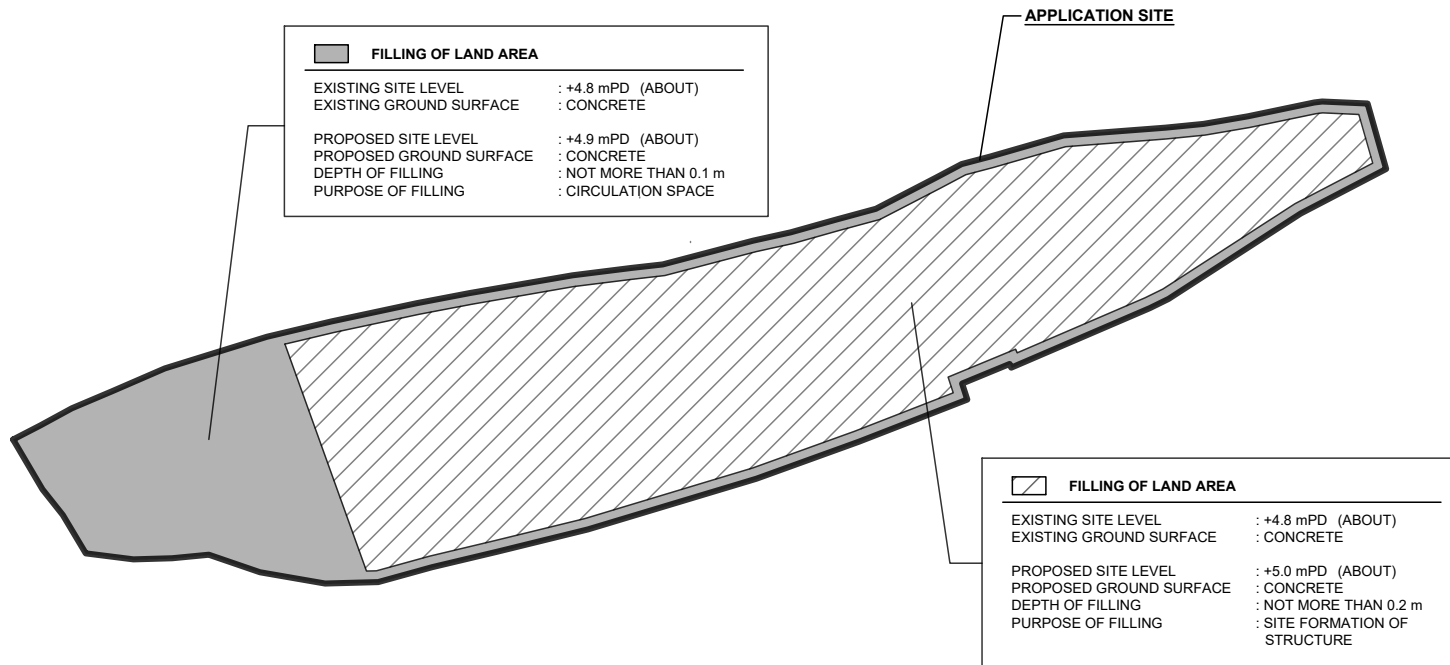 APPLICATION SITE
FILLING OF LAND AREA
EXISTING SITE LEVEL : +4.8 mPD (ABOUT)
EXISTING GROUND SURFACE : CONCRETE
PROPOSED SITE LEVEL : +4.9 mPD (ABOUT)
PROPOSED GROUND SURFACE : CONCRETE
DEPTH OF FILLING : NOT MORE THAN 0.1 m
PURPOSE OF FILLING : CIRCULATION SPACE
FILLING OF LAND AREA
EXISTING SITE LEVEL : +4.8 mPD (ABOUT)
EXISTING GROUND SURFACE : CONCRETE
PROPOSED SITE LEVEL : +5.0 mPD (ABOUT)
PROPOSED GROUND SURFACE : CONCRETE
DEPTH OF FILLING : NOT MORE THAN 0.2 m
PURPOSE OF FILLING : SITE FORMATION OF
STRUCTURE